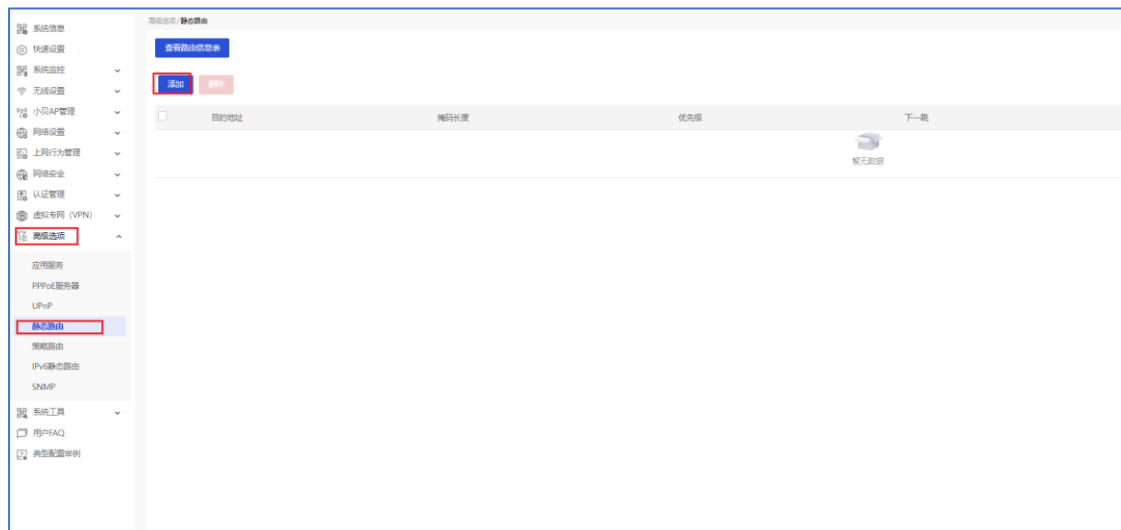 系统信息
快速设置
系统监控
无线设置
小贝AP管理
网络设置
上网行为管理
网络安全
认证管理
虚拟专网（VPN）
高级选项
应用服务
PPPoE服务器
UPnP
静态路由
策略路由
IPv6静态路由
SNMP
系统工具
用户FAQ
典型配置举例
高级选项/静态路由
查看路由信息表
添加 删除
目的地址 掩码长度 优先级 下一跳
暂无数据